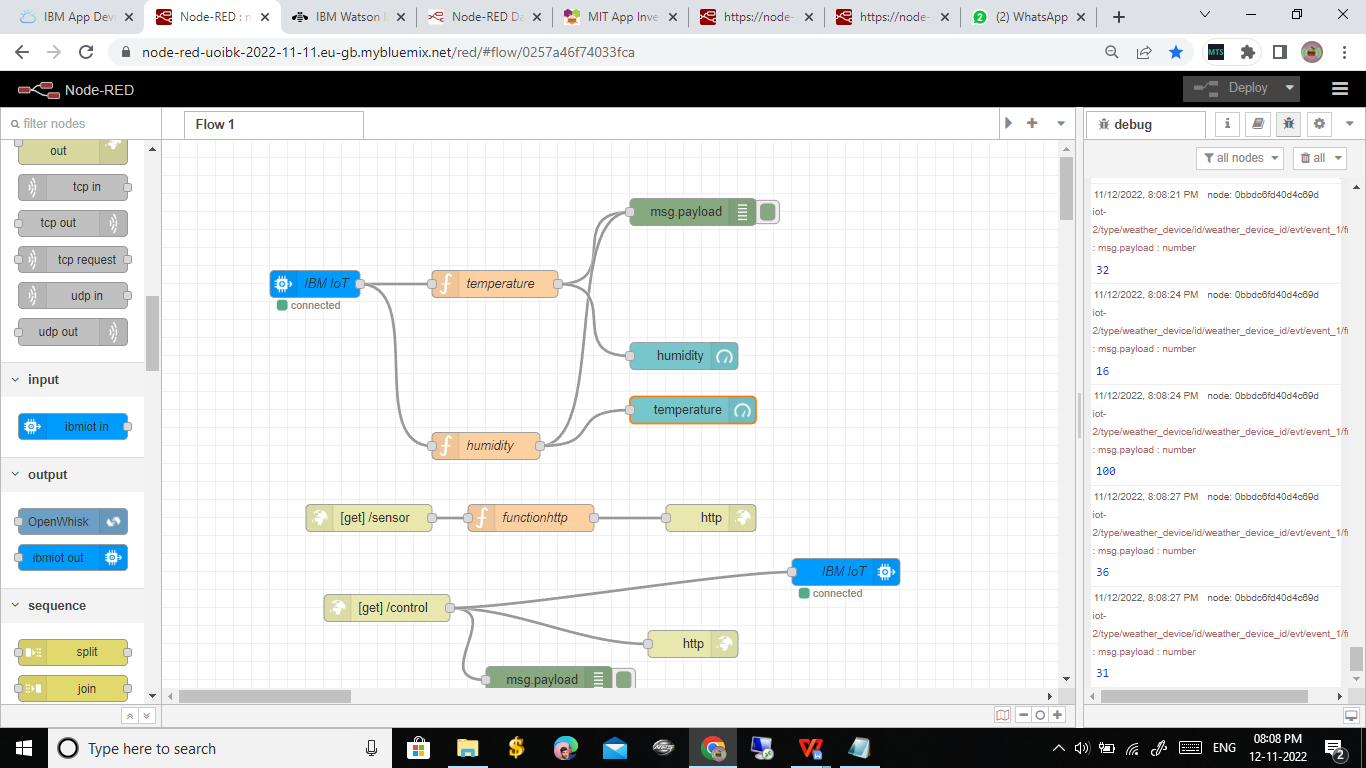 IBM App Dev
Node-RED : n
IBM Watson I
Node-RED Da
MIT App Inve
https://node-
https://node-
(2) WhatsApp
node-red-uoibk-2022-11-11.eu-gb.mybluemix.net/red/#flow/0257a46f74033fca
MTS
Node-RED
Deploy
filter nodes
out
tcp in
tcp out
tcp request
udp in
udp out
input
ibmiot in
output
OpenWhisk
ibmiot out
sequence
split
join
Flow 1
msg.payload
IBM IoT
connected
temperature
humidity
temperature
humidity
[get] /sensor
functionhttp
http
IBM IoT
connected
[get] /control
http
msg.payload
debug
all nodes
all
11/12/2022, 8:08:21 PM node: 0bbdc6fd40d4c69d
iot-
2/type/weather_device/id/weather_device_id/evt/event_1/f
: msg.payload : number
32
11/12/2022, 8:08:24 PM node: 0bbdc6fd40d4c69d
iot-
2/type/weather_device/id/weather_device_id/evt/event_1/f
: msg.payload : number
16
11/12/2022, 8:08:24 PM node: 0bbdc6fd40d4c69d
iot-
2/type/weather_device/id/weather_device_id/evt/event_1/f
: msg.payload : number
100
11/12/2022, 8:08:27 PM node: 0bbdc6fd40d4c69d
iot-
2/type/weather_device/id/weather_device_id/evt/event_1/f
: msg.payload : number
36
11/12/2022, 8:08:27 PM node: 0bbdc6fd40d4c69d
iot-
2/type/weather_device/id/weather_device_id/evt/event_1/f
: msg.payload : number
31
Type here to search
ENG
08:08 PM
12-11-2022
2